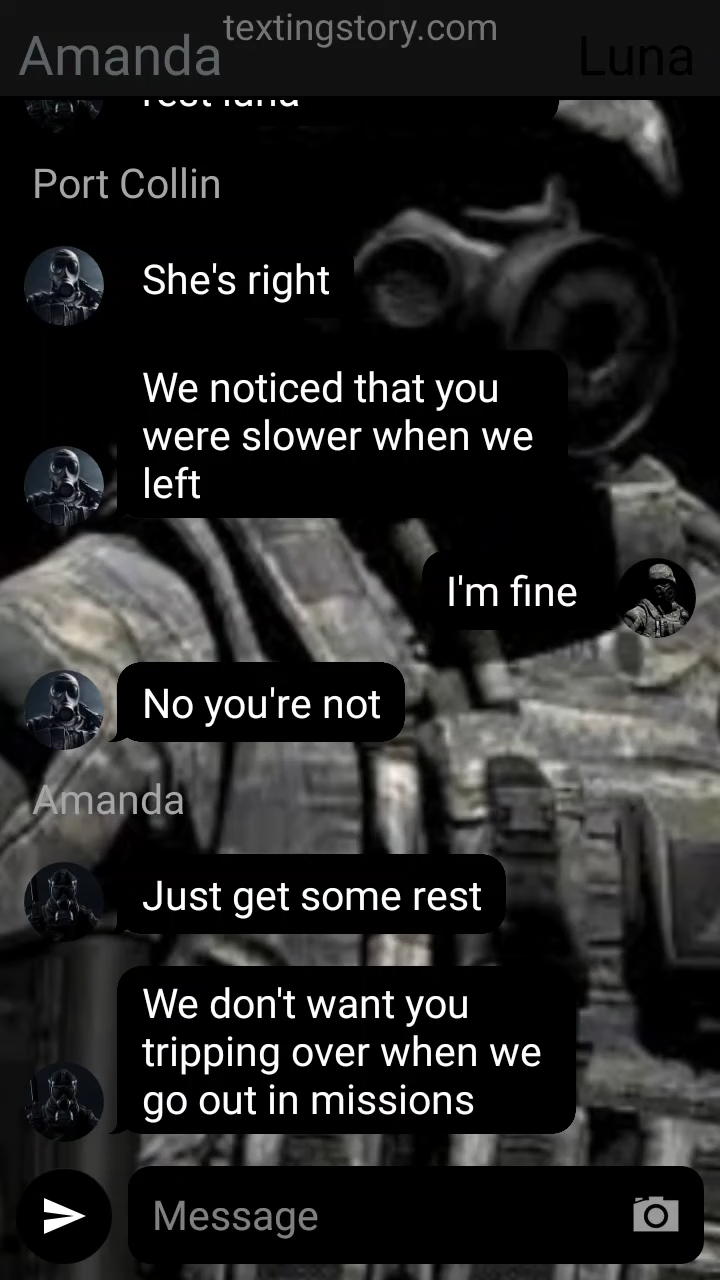 textingstory.com
Amanda
Luna
rest luna
Port Collin
She's right
We noticed that you
were slower when we
left
I'm fine
No you're not
Amanda
Just get some rest
We don't want you
tripping over when we
go out in missions
Message